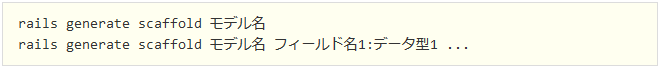 rails generate scaffold モデル名
rails generate scaffold モデル名 フィールド名1:データ型1 ...